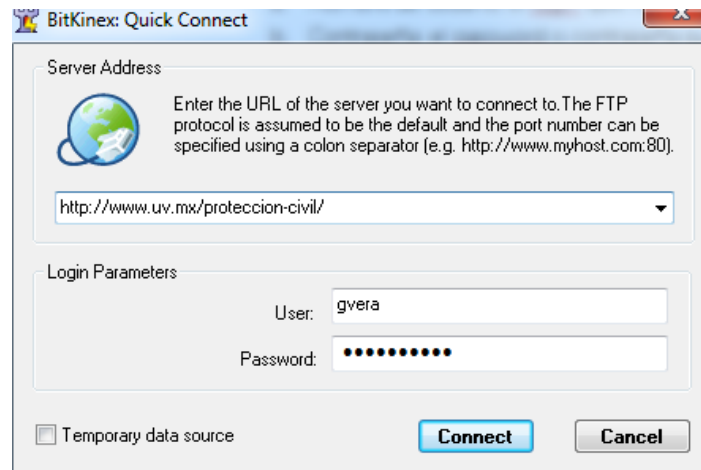 BitKinex: Quick Connect
Server Address
Enter the URL of the server you want to connect to.The FTP
protocol is assumed to be the default and the port number can be
specified using a colon separator (e.g. http://www.myhost.com:80).
http://www.uv.mx/proteccion-civil/
Login Parameters
User:
gvera
Password:
●●●●●●●●●●
Temporary data source
Connect
Cancel